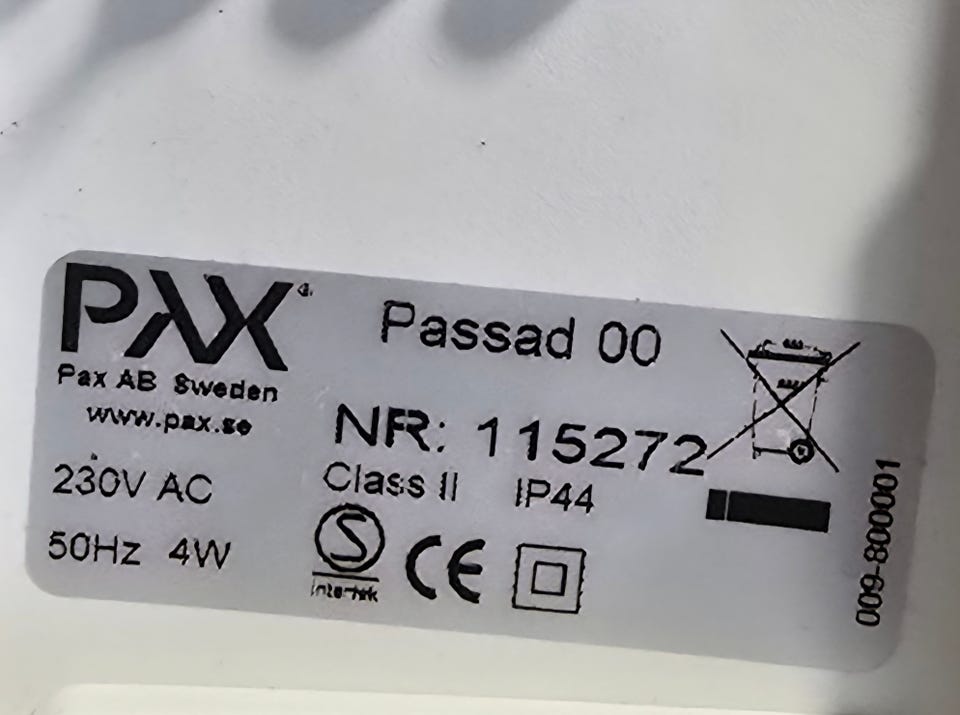 PAX
Pax AB Sweden
www.pax.se
230V AC
50Hz 4W
Passad 00
NR: 115272
Class II IP44
S
Intertek
CE
009-800001